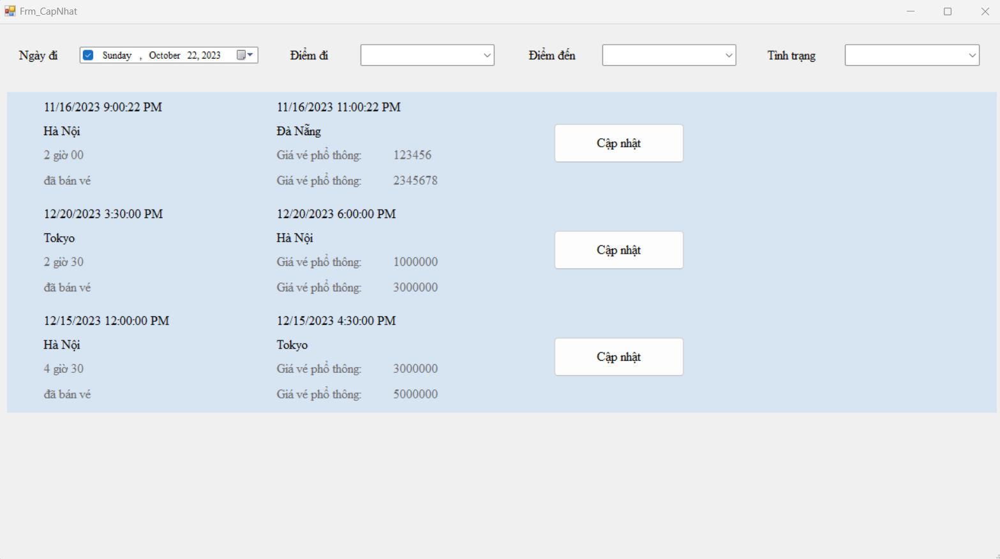 Frm_CapNhat
Ngày đi Sunday , October 22, 2023 Điểm đi Điểm đến Tình trạng
11/16/2023 9:00:22 PM 11/16/2023 11:00:22 PM
Hà Nội Đà Nẵng Cập nhật
2 giờ 00 Giá vé phổ thông: 123456
đã bán vé Giá vé phổ thông: 2345678
12/20/2023 3:30:00 PM 12/20/2023 6:00:00 PM
Tokyo Hà Nội Cập nhật
2 giờ 30 Giá vé phổ thông: 1000000
đã bán vé Giá vé phổ thông: 3000000
12/15/2023 12:00:00 PM 12/15/2023 4:30:00 PM
Hà Nội Tokyo Cập nhật
4 giờ 30 Giá vé phổ thông: 3000000
đã bán vé Giá vé phổ thông: 5000000